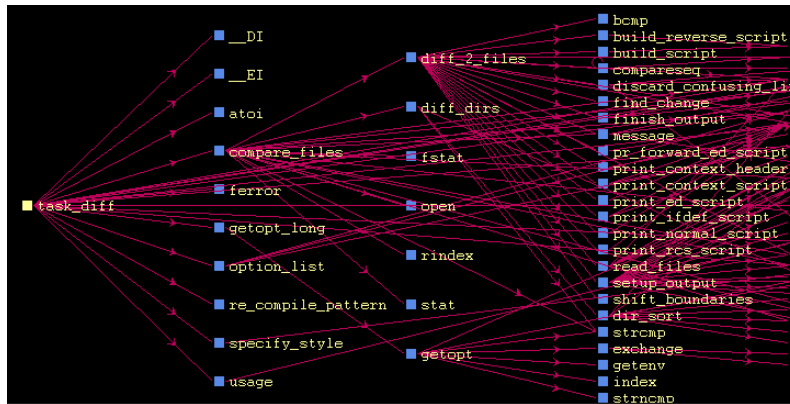 task_diff
__DI
__EI
atoi
compare_files
ferror
getopt_long
option_list
re_compile_pattern
specify_style
usage
diff_2_files
diff_dirs
fstat
open
rindex
stat
getopt
bcmp
build_reverse_script
build_script
compareseq
discard_confusing_li
find_change
finish_output
message
pr_forward_ed_script
print_context_header
print_context_script
print_ed_script
print_ifdef_script
print_normal_script
print_rcs_script
read_files
setup_output
shift_boundaries
dir_sort
strcmp
exchange
getenv
index
strncmp